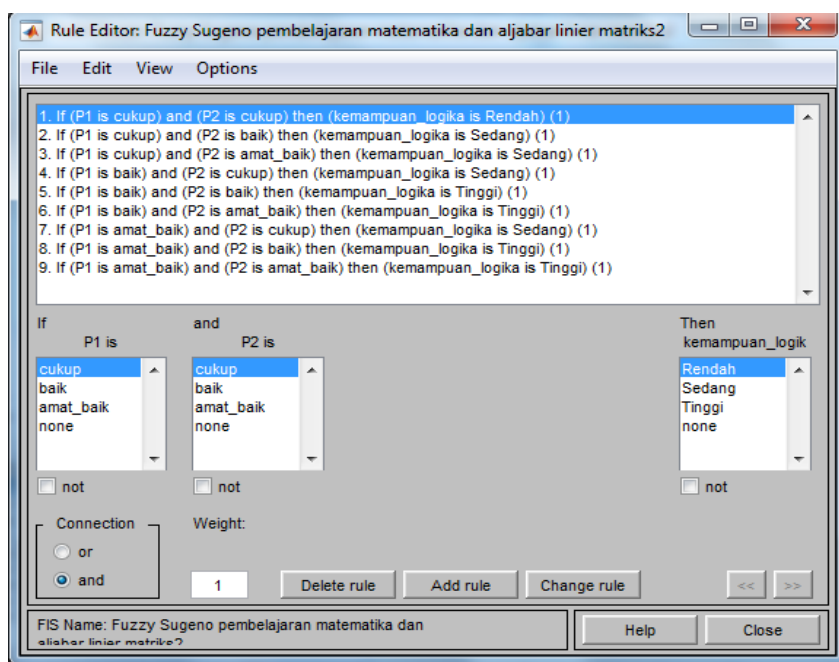 Rule Editor: Fuzzy Sugeno pembelajaran matematika dan aljabar linier matriks2
File Edit View Options
1. If (P1 is cukup) and (P2 is cukup) then (kemampuan_logika is Rendah) (1)
2. If (P1 is cukup) and (P2 is baik) then (kemampuan_logika is Sedang) (1)
3. If (P1 is cukup) and (P2 is amat_baik) then (kemampuan_logika is Sedang) (1)
4. If (P1 is baik) and (P2 is cukup) then (kemampuan_logika is Sedang) (1)
5. If (P1 is baik) and (P2 is baik) then (kemampuan_logika is Tinggi) (1)
6. If (P1 is baik) and (P2 is amat_baik) then (kemampuan_logika is Tinggi) (1)
7. If (P1 is amat_baik) and (P2 is cukup) then (kemampuan_logika is Sedang) (1)
8. If (P1 is amat_baik) and (P2 is baik) then (kemampuan_logika is Tinggi) (1)
9. If (P1 is amat_baik) and (P2 is amat_baik) then (kemampuan_logika is Tinggi) (1)
If
P1 is
cukup
baik
amat_baik
none
not
and
P2 is
cukup
baik
amat_baik
none
not
Then
kemampuan_logik
Rendah
Sedang
Tinggi
none
not
Connection
or
and
Weight:
1
Delete rule
Add rule
Change rule
<<
>>
FIS Name: Fuzzy Sugeno pembelajaran matematika dan
aljabar linier matriks2
Help
Close